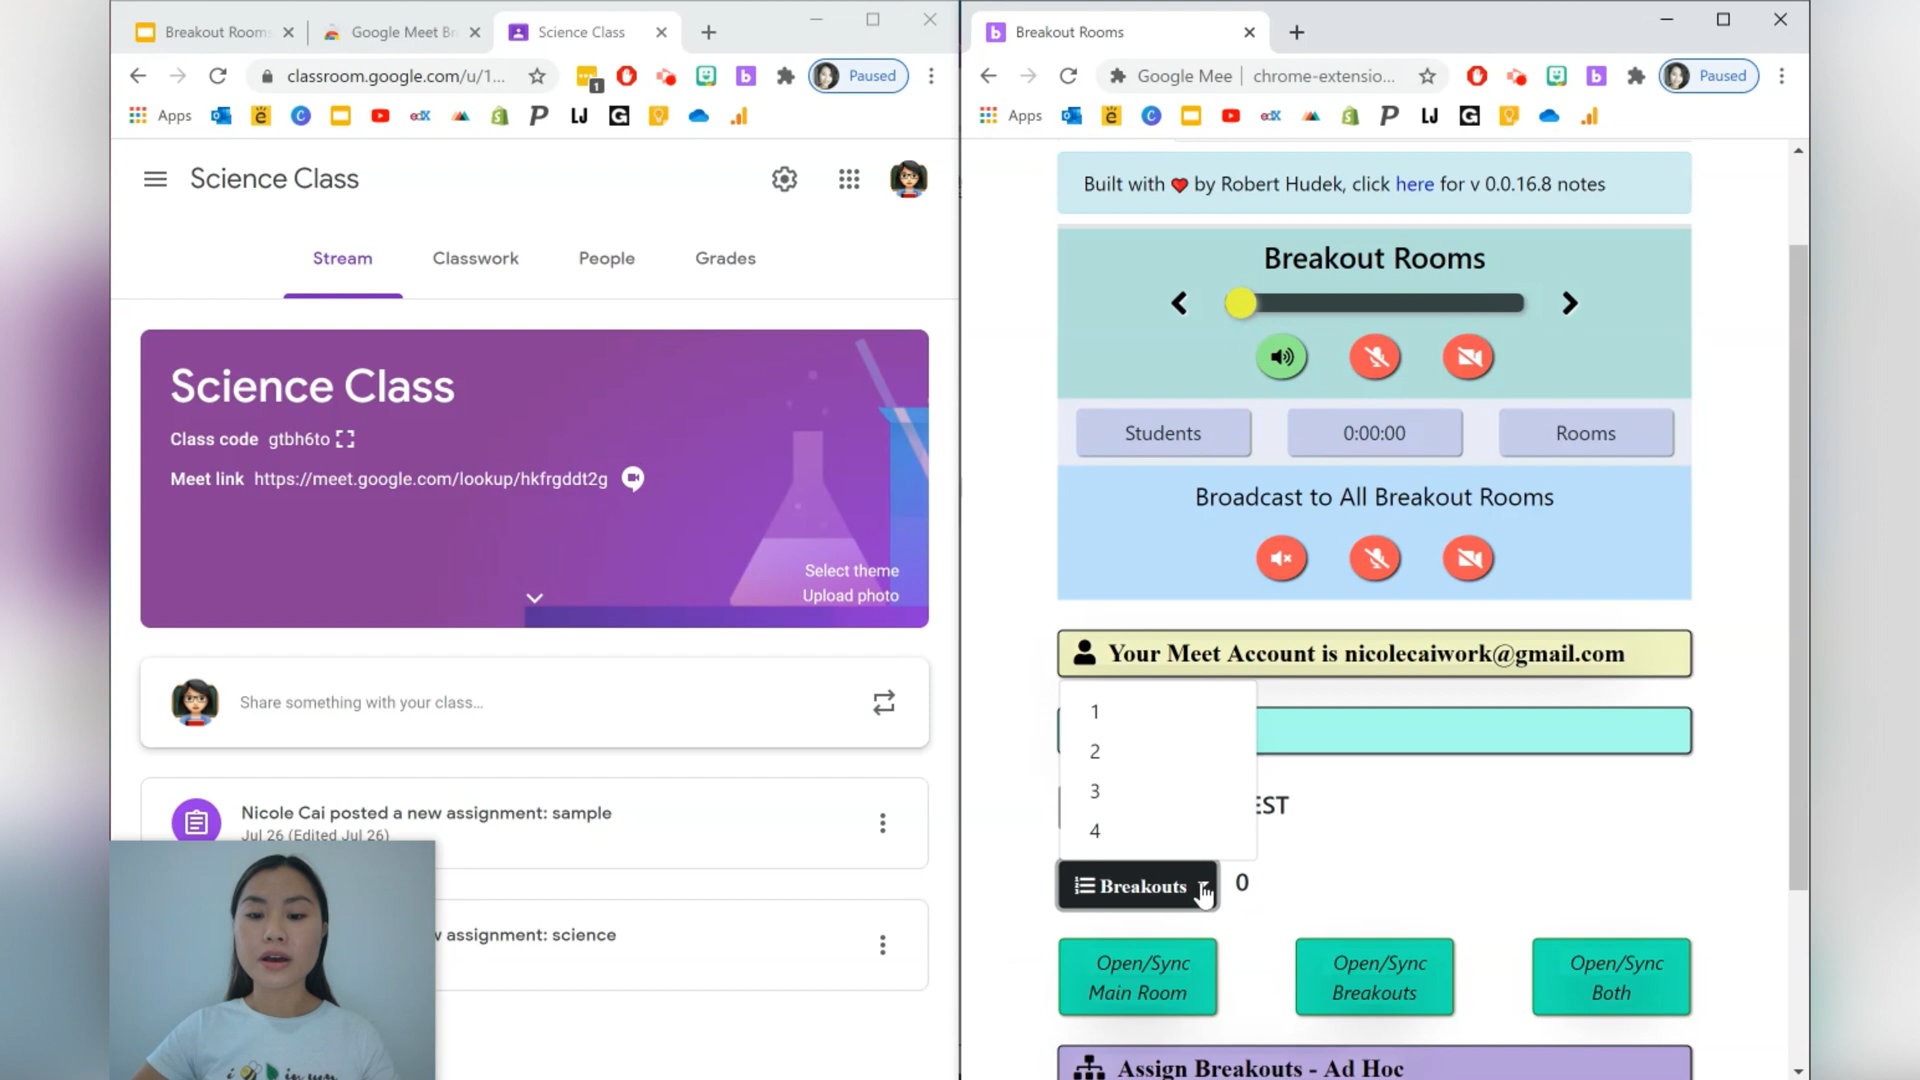 Breakout Rooms
Google Meet Br
Science Class
Breakout Rooms
classroom.google.com/u/1...
1
Paused
Google Mee
chrome-extensio...
Paused
Apps
edX
P
IJ
G
Apps
edX
P
IJ
G
Science Class
Stream
Classwork
People
Grades
Science Class
Class code gtbh6to
Meet link https://meet.google.com/lookup/hkfrgddt2g
Select theme
Upload photo
Share something with your class...
Nicole Cai posted a new assignment: sample
Jul 26 (Edited Jul 26)
w assignment: science
Built with ❤ by Robert Hudek, click here for v 0.0.16.8 notes
Breakout Rooms
Students
0:00:00
Rooms
Broadcast to All Breakout Rooms
Your Meet Account is nicolecaiwork@gmail.com
1
2
3
4
EST
Breakouts
0
Open/Sync
Main Room
Open/Sync
Breakouts
Open/Sync
Both
Assign Breakouts - Ad Hoc